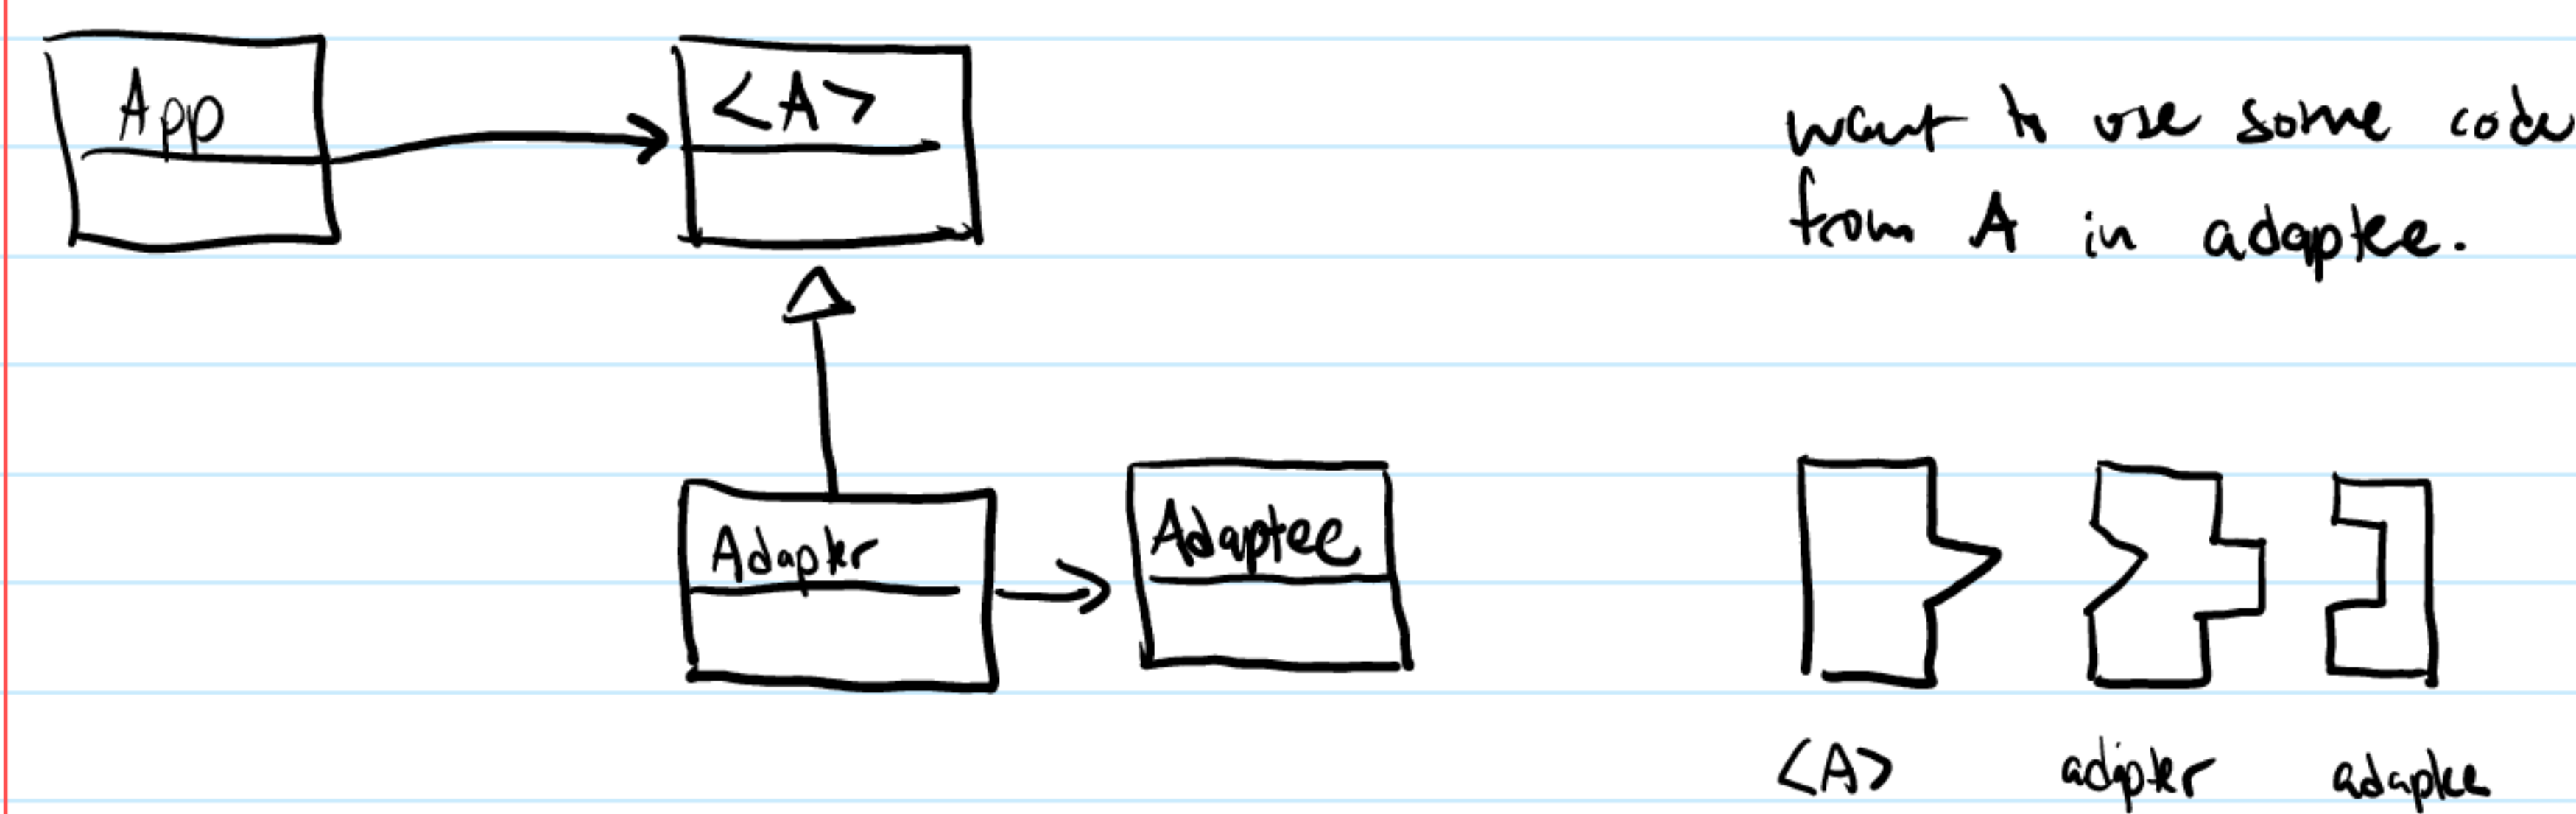 App
<A>
want to use some code
from A in adaptee.
Adapter
Adaptee
<A>
adapter
adaptee